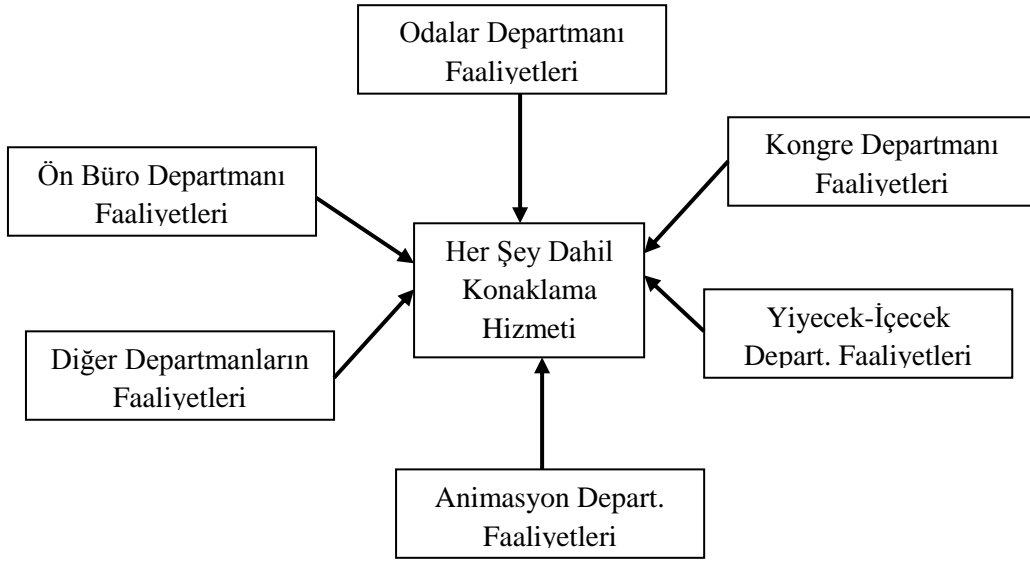 Odalar Departmanı
Faaliyetleri
Kongre Departmanı
Faaliyetleri
Ön Büro Departmanı
Faaliyetleri
Her Şey Dahil
Konaklama
Hizmeti
Yiyecek-İçecek
Depart. Faaliyetleri
Diğer Departmanların
Faaliyetleri
Animasyon Depart.
Faaliyetleri